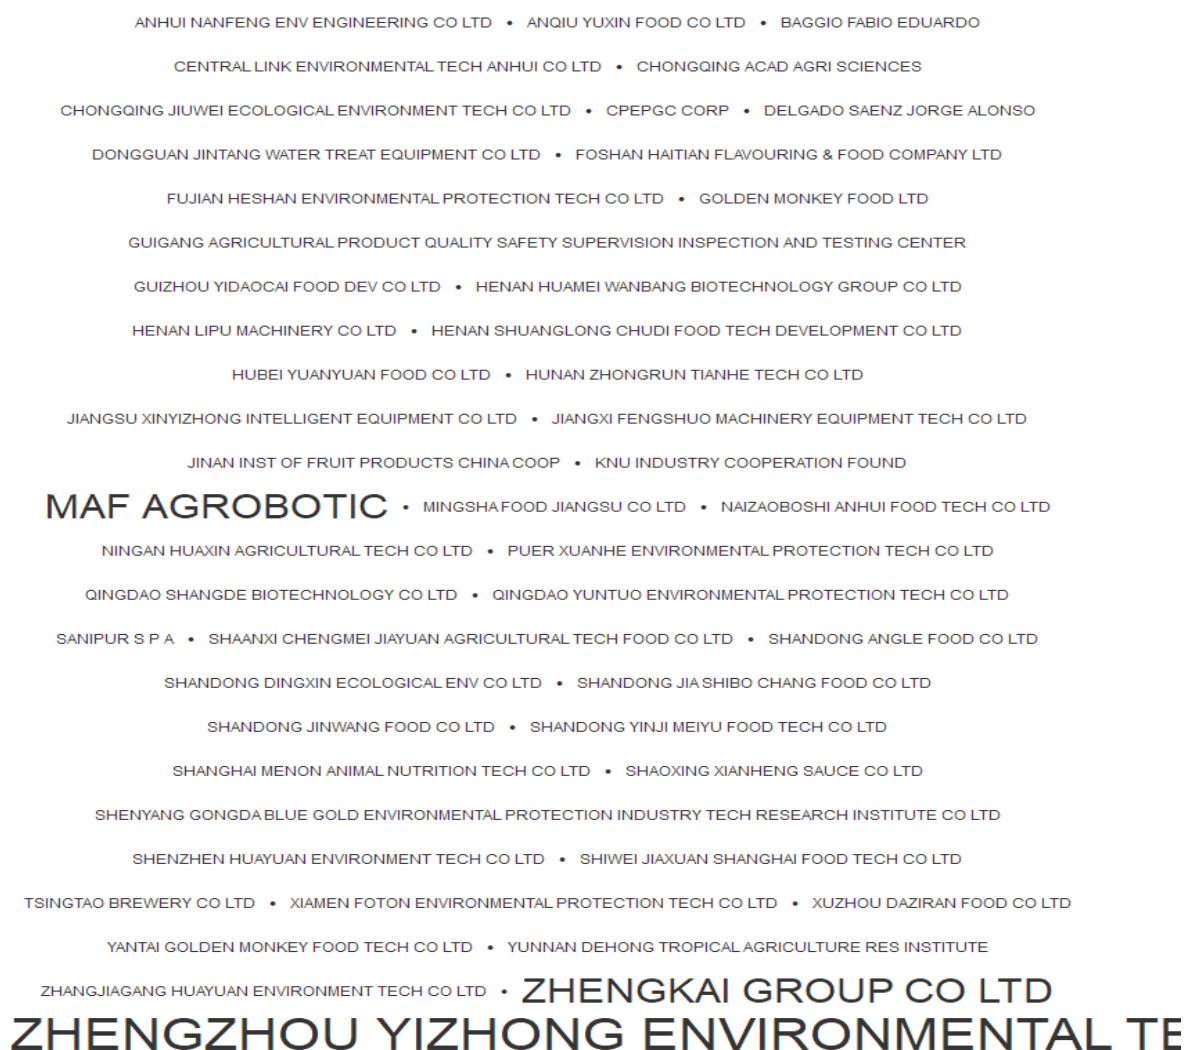 ANHUI NANFENG ENV ENGINEERING CO LTD • ANQIU YUXIN FOOD CO LTD • BAGGIO FABIO EDUARDO
CENTRAL LINK ENVIRONMENTAL TECH ANHUI CO LTD • CHONGQING ACAD AGRI SCIENCES
CHONGQING JIUWEI ECOLOGICAL ENVIRONMENT TECH CO LTD • CPEPGC CORP • DELGADO SAENZ JORGE ALONSO
DONGGUAN JINTANG WATER TREAT EQUIPMENT CO LTD • FOSHAN HAITIAN FLAVOURING & FOOD COMPANY LTD
FUJIAN HESHAN ENVIRONMENTAL PROTECTION TECH CO LTD • GOLDEN MONKEY FOOD LTD
GUIGANG AGRICULTURAL PRODUCT QUALITY SAFETY SUPERVISION INSPECTION AND TESTING CENTER
GUIZHOU YIDAOCAI FOOD DEV CO LTD • HENAN HUAMEI WANBANG BIOTECHNOLOGY GROUP CO LTD
HENAN LIPU MACHINERY CO LTD • HENAN SHUANGLONG CHUDI FOOD TECH DEVELOPMENT CO LTD
HUBEI YUANYUAN FOOD CO LTD • HUNAN ZHONGRUN TIANHE TECH CO LTD
JIANGSU XINYIZHONG INTELLIGENT EQUIPMENT CO LTD • JIANGXI FENGSHUO MACHINERY EQUIPMENT TECH CO LTD
JINAN INST OF FRUIT PRODUCTS CHINA COOP • KNU INDUSTRY COOPERATION FOUND
MAF AGROBOTIC • MINGSHA FOOD JIANGSU CO LTD • NAIZAOBOSHI ANHUI FOOD TECH CO LTD
NINGAN HUAXIN AGRICULTURAL TECH CO LTD • PUER XUANHE ENVIRONMENTAL PROTECTION TECH CO LTD
QINGDAO SHANGDE BIOTECHNOLOGY CO LTD • QINGDAO YUNTUO ENVIRONMENTAL PROTECTION TECH CO LTD
SANIPUR S P A • SHAANXI CHENGMEI JIAYUAN AGRICULTURAL TECH FOOD CO LTD • SHANDONG ANGLE FOOD CO LTD
SHANDONG DINGXIN ECOLOGICAL ENV CO LTD • SHANDONG JIA SHIBO CHANG FOOD CO LTD
SHANDONG JINWANG FOOD CO LTD • SHANDONG YINJI MEIYU FOOD TECH CO LTD
SHANGHAI MENON ANIMAL NUTRITION TECH CO LTD • SHAOXING XIANHENG SAUCE CO LTD
SHENYANG GONGDA BLUE GOLD ENVIRONMENTAL PROTECTION INDUSTRY TECH RESEARCH INSTITUTE CO LTD
SHENZHEN HUAYUAN ENVIRONMENT TECH CO LTD • SHIWEI JIAXUAN SHANGHAI FOOD TECH CO LTD
TSINGTAO BREWERY CO LTD • XIAMEN FOTON ENVIRONMENTAL PROTECTION TECH CO LTD • XUZHOU DAZIRAN FOOD CO LTD
YANTAI GOLDEN MONKEY FOOD TECH CO LTD • YUNNAN DEHONG TROPICAL AGRICULTURE RES INSTITUTE
ZHANGJIAGANG HUAYUAN ENVIRONMENT TECH CO LTD • ZHENGKAI GROUP CO LTD
ZHENGZHOU YIZHONG ENVIRONMENTAL TE